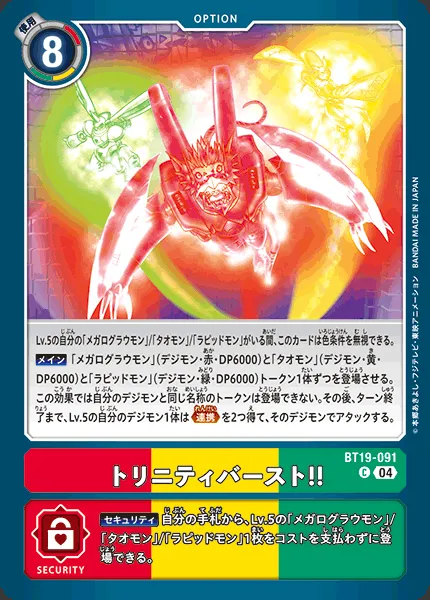 OPTION
使用
8
Lv.5の自分の「メガログラウモン」/「タオモン」/「ラピッドモン」がいる間、このカードは色条件を無視できる。
メイン 「メガログラウモン」(デジモン・赤・DP6000)と「タオモン」(デジモン・黄・
DP6000)と「ラピッドモン」(デジモン・緑・DP6000)トークン1体ずつを登場させる。
この効果では自分のデジモンと同じ名称のトークンは登場できない。その後、ターン終
了まで、Lv.5の自分のデジモン1体は≪連携≫を2つ得て、そのデジモンでアタックする。
©本郷あきよし・フジテレビ・東映アニメーション BANDAI MADE IN JAPAN
BT19-091
C 04
トリニティバースト!!
セキュリティ 自分の手札から、Lv.5の「メガログラウモン」/
「タオモン」/「ラピッドモン」1枚をコストを支払わずに登
場できる。
SECURITY